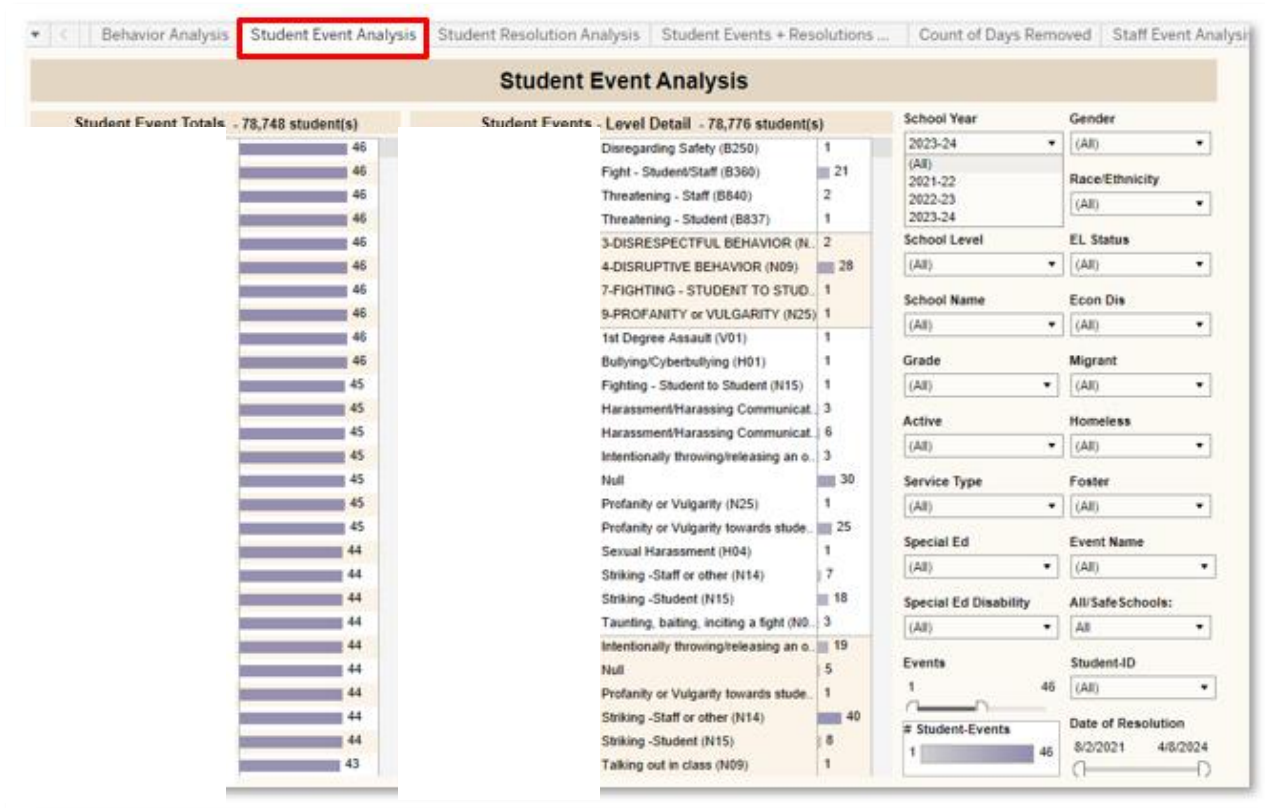 Behavior Analysis Student Event Analysis Student Resolution Analysis Student Events + Resolutions ... Count of Days Removed Staff Event Analysi
Student Event Analysis
Student Event Totals - 78,748 student(s)
46
46
46
46
46
46
46
46
46
46
45
45
45
45
45
45
45
44
44
44
44
44
44
44
44
44
43
Student Events - Level Detail - 78,776 student(s)
Disregarding Safety (B250) 1
Fight - Student/Staff (B360) 21
Threatening - Staff (B840) 2
Threatening - Student (B837) 1
3-DISRESPECTFUL BEHAVIOR (N.. 2
4-DISRUPTIVE BEHAVIOR (N09) 28
7-FIGHTING - STUDENT TO STUD.. 1
9-PROFANITY or VULGARITY (N25) 1
1st Degree Assault (V01) 1
Bullying/Cyberbullying (H01) 1
Fighting - Student to Student (N15) 1
Harassment/Harassing Communicat.. 3
Harassment/Harassing Communicat.. 6
Intentionally throwing/releasing an o.. 3
Null 30
Profanity or Vulgarity (N25) 1
Profanity or Vulgarity towards stude.. 25
Sexual Harassment (H04) 1
Striking -Staff or other (N14) 7
Striking -Student (N15) 18
Taunting, baiting, inciting a fight (N0.. 3
Intentionally throwing/releasing an o.. 19
Null 5
Profanity or Vulgarity towards stude.. 1
Striking -Staff or other (N14) 40
Striking -Student (N15) 8
Talking out in class (N09) 1
School Year
2023-24
(All)
2021-22
2022-23
2023-24
School Level
(All)
School Name
(All)
Grade
(All)
Active
(All)
Service Type
(All)
Special Ed
(All)
Special Ed Disability
(All)
Events
1 46
# Student-Events
1 46
Gender
(All)
Race/Ethnicity
(All)
EL Status
(All)
Econ Dis
(All)
Migrant
(All)
Homeless
(All)
Foster
(All)
Event Name
(All)
All/SafeSchools:
All
Student-ID
(All)
Date of Resolution
8/2/2021 4/8/2024